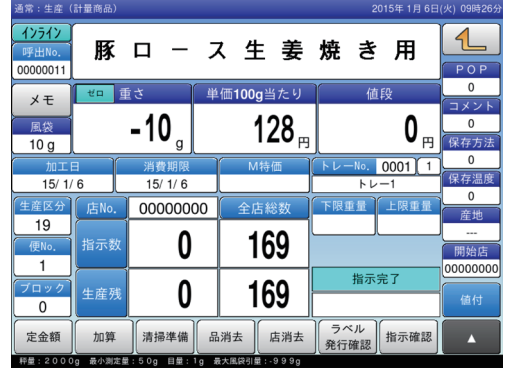 通常：生産（計量商品）
2015年 1月 6日(火) 09時26分
インライン
呼出No.
00000011
豚ロース生姜焼き用
メモ
風袋
10 g
ゼロ 重さ
-10 g
単価100g当たり
128 円
値段
0 円
POP
0
コメント
0
保存方法
0
保存温度
0
産地
---
開始店
00000000
加工日
15/ 1/ 6
消費期限
15/ 1/ 6
M特価
トレーNo. 0001 1
トレー1
生産区分
19
便No.
1
ブロック
0
店No. 00000000 全店総数
指示数 0 169
生産残 0 169
下限重量 上限重量
指示完了
値付
定金額 加算 清掃準備 品消去 店消去 ラベル発行確認 指示確認 ▲
秤量：2000g 最小測定量：50g 目量：1g 最大風袋引量：-999g